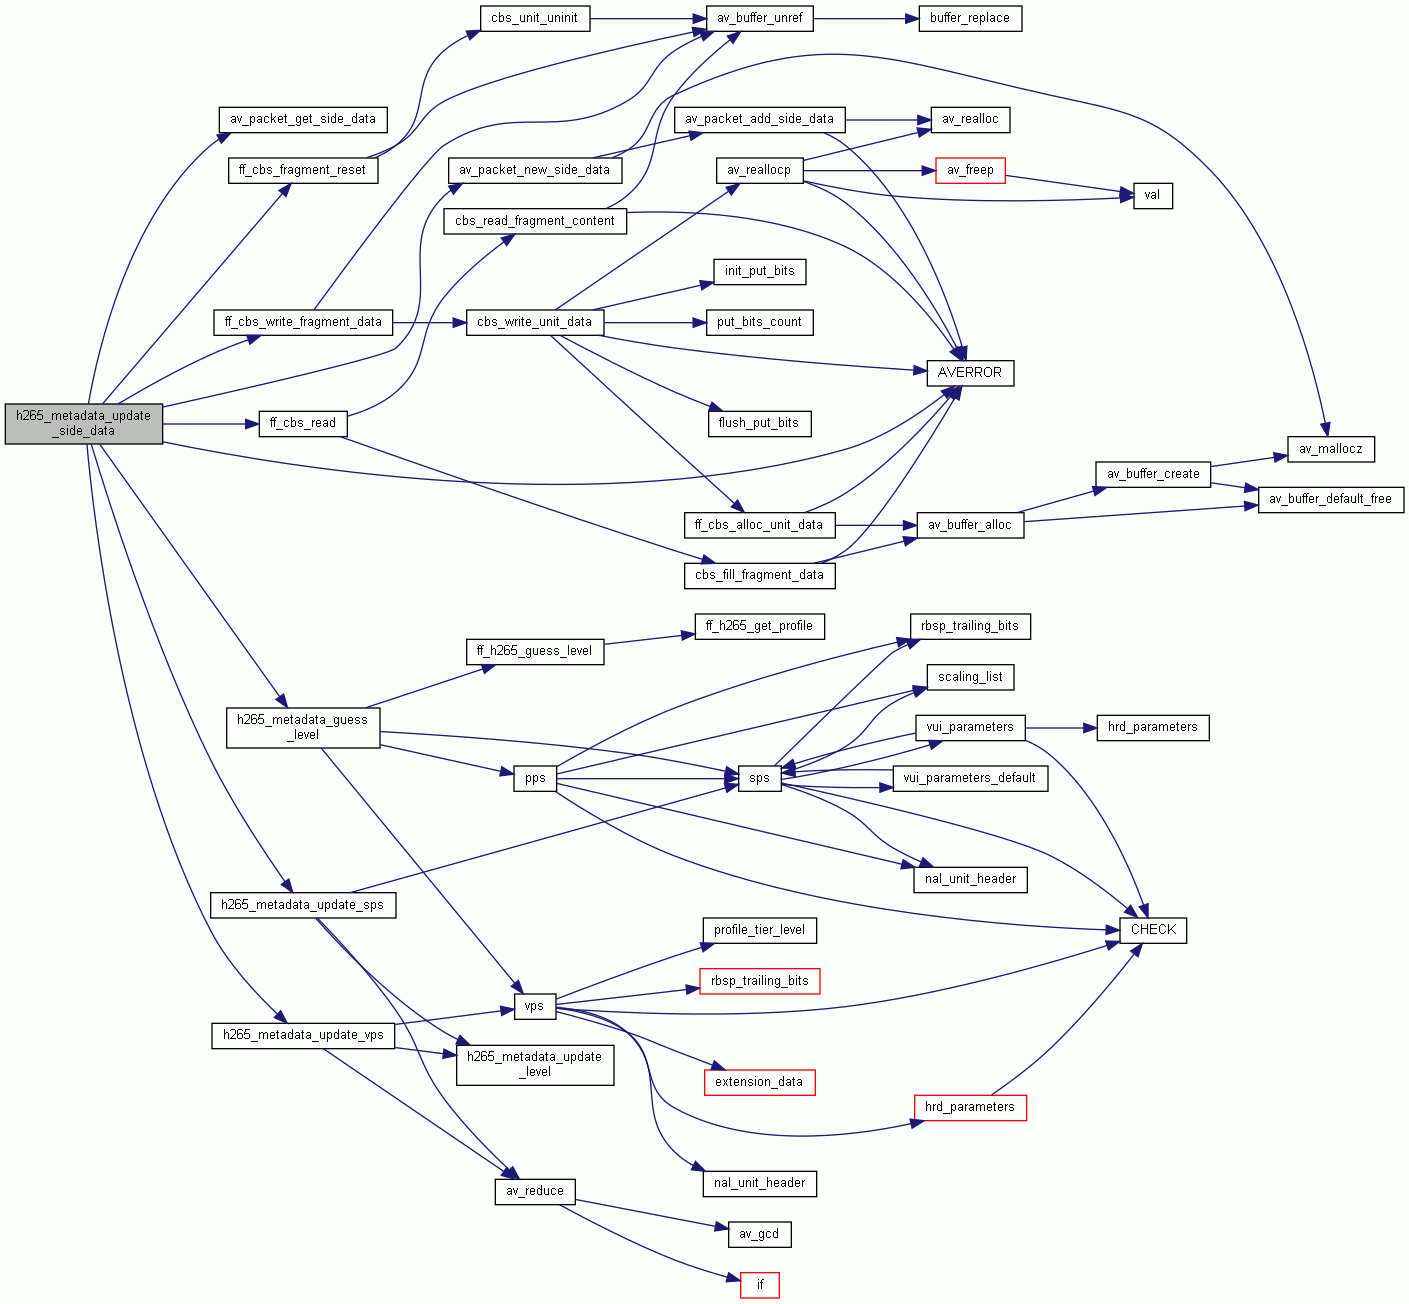 cbs_unit_uninit
av_buffer_unref
buffer_replace
av_packet_get_side_data
av_packet_add_side_data
av_realloc
ff_cbs_fragment_reset
av_packet_new_side_data
av_reallocp
av_freep
val
cbs_read_fragment_content
init_put_bits
ff_cbs_write_fragment_data
cbs_write_unit_data
put_bits_count
AVERROR
h265_metadata_update
_side_data
ff_cbs_read
flush_put_bits
av_mallocz
av_buffer_create
av_buffer_default_free
ff_cbs_alloc_unit_data
av_buffer_alloc
cbs_fill_fragment_data
ff_h265_get_profile
rbsp_trailing_bits
ff_h265_guess_level
scaling_list
h265_metadata_guess
_level
vui_parameters
hrd_parameters
pps
sps
vui_parameters_default
nal_unit_header
h265_metadata_update_sps
profile_tier_level
CHECK
rbsp_trailing_bits
vps
h265_metadata_update_vps
h265_metadata_update
_level
extension_data
hrd_parameters
nal_unit_header
av_reduce
av_gcd
if